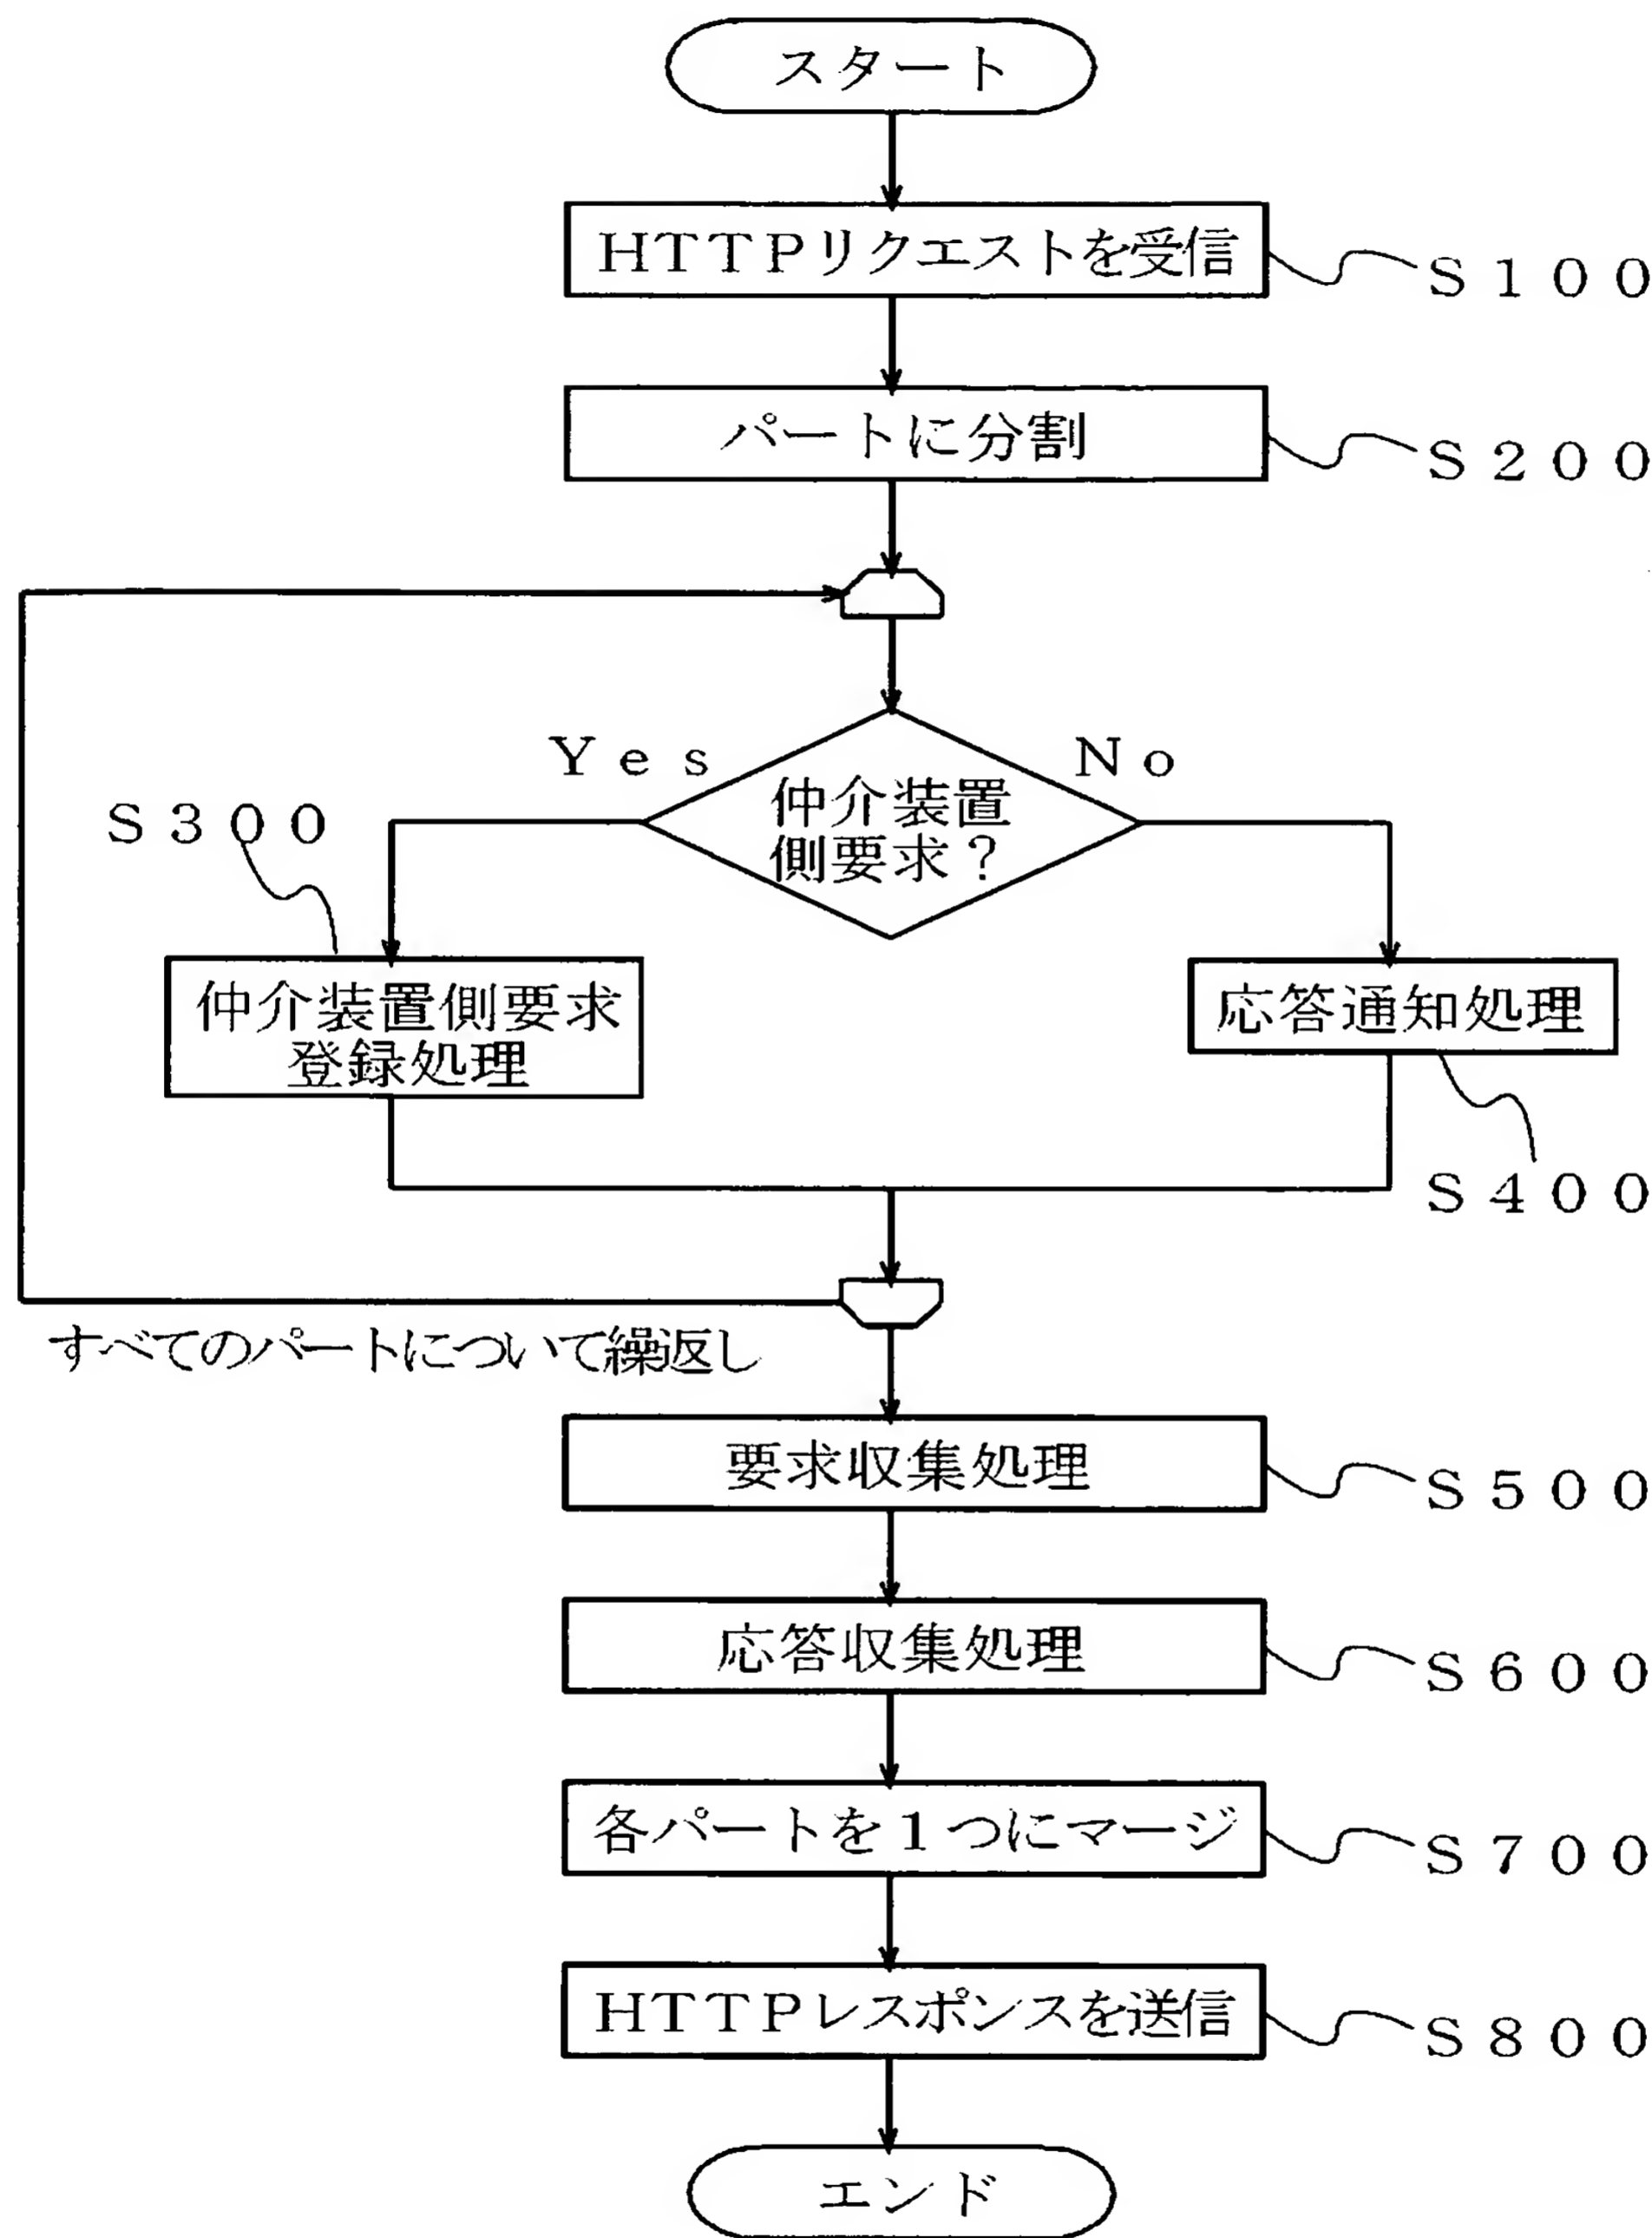 スタート
HTTPリクエストを受信
S100
パートに分割
S200
Yes
No
仲介装置
側要求?
S300
仲介装置側要求
登録処理
応答通知処理
S400
すべてのパートについて繰返し
要求収集処理
S500
応答収集処理
S600
各パートを1つにマージ
S700
HTTPレスポンスを送信
S800
エンド